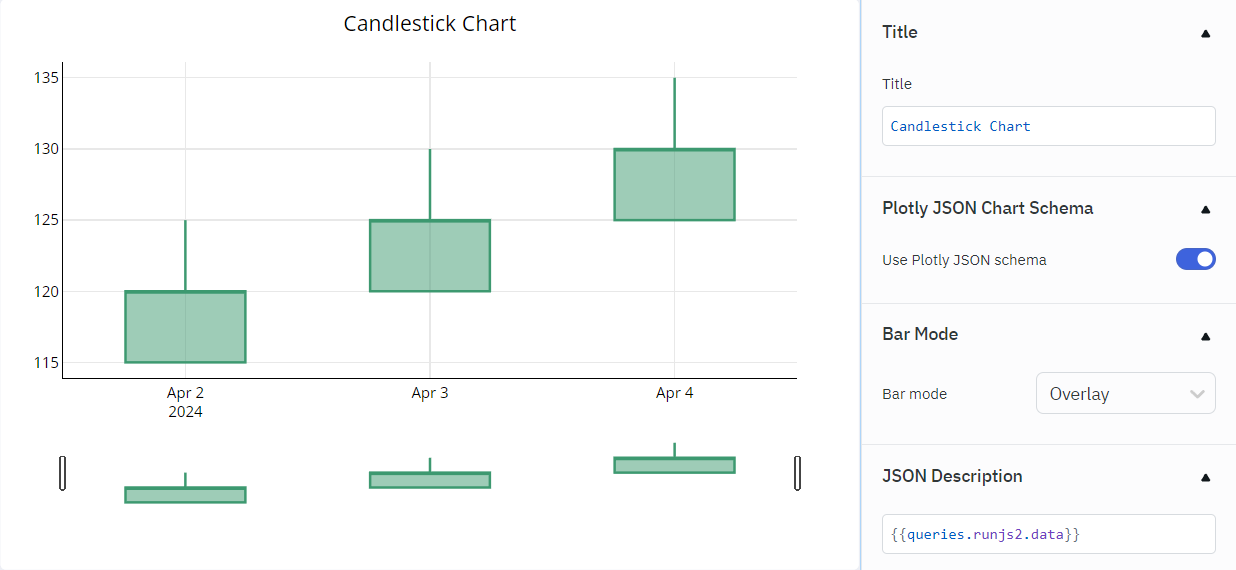 Candlestick Chart
135
130
125
120
115
Apr 2
2024
Apr 3
Apr 4
Title
Title
Candlestick Chart
Plotly JSON Chart Schema
Use Plotly JSON schema
Bar Mode
Bar mode
Overlay
JSON Description
{{queries.runjs2.data}}